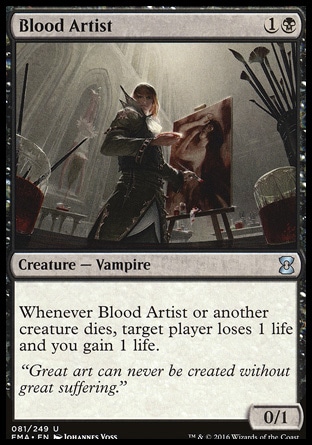 Blood Artist 1
Creature — Vampire
Whenever Blood Artist or another
creature dies, target player loses 1 life
and you gain 1 life.
“Great art can never be created without
great suffering.”
0/1
081/249 U
EMA • EN Johannes Voss ™ & © 2016 Wizards of the Coast